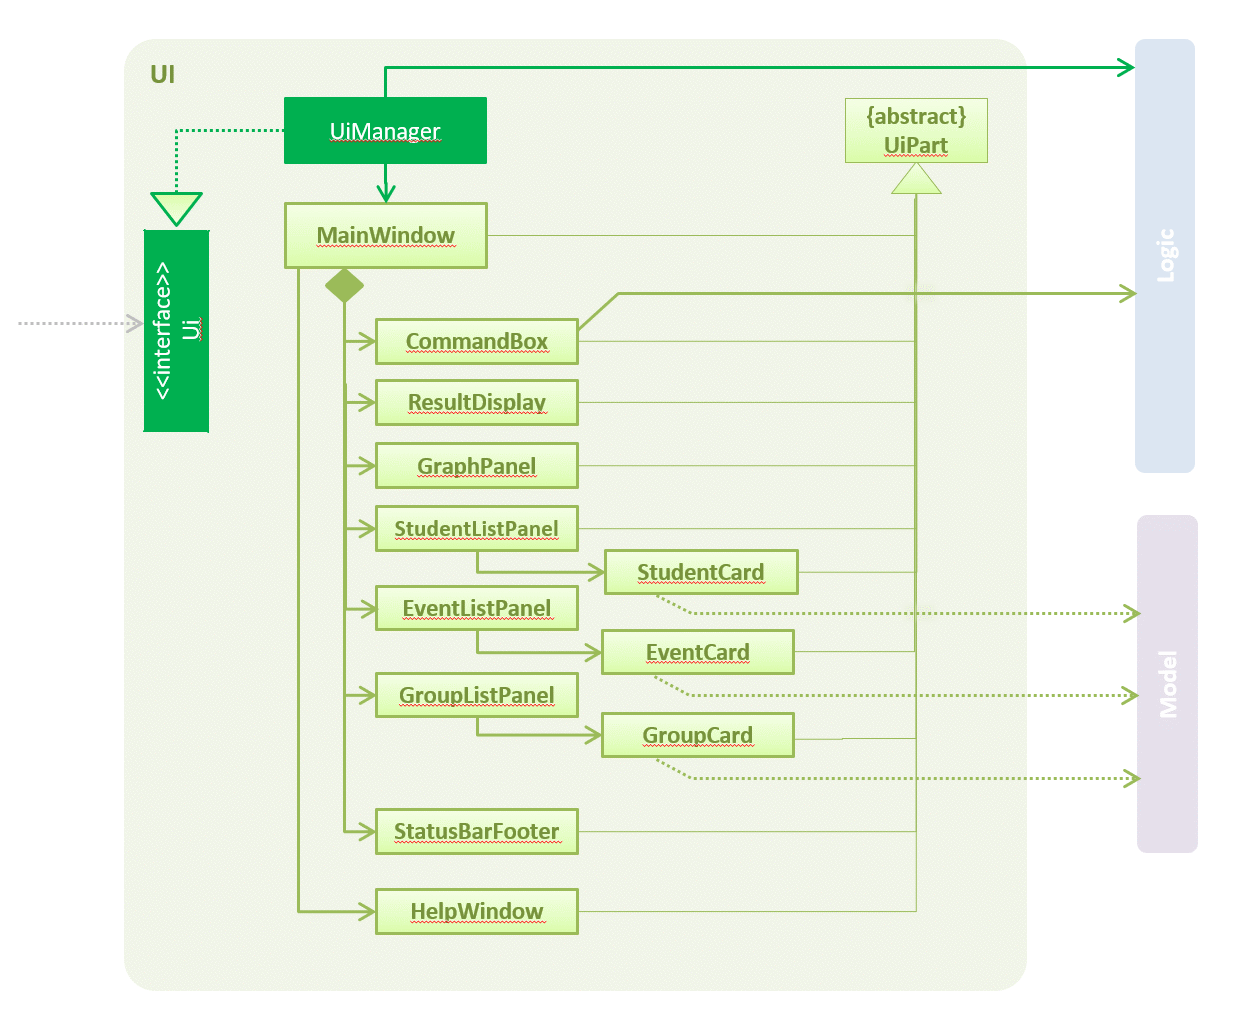 UI
UiManager
{abstract}
UiPart
MainWindow
Logic
<<interface>>
Ui
CommandBox
ResultDisplay
GraphPanel
StudentListPanel
StudentCard
EventListPanel
EventCard
GroupListPanel
Model
GroupCard
StatusBarFooter
HelpWindow